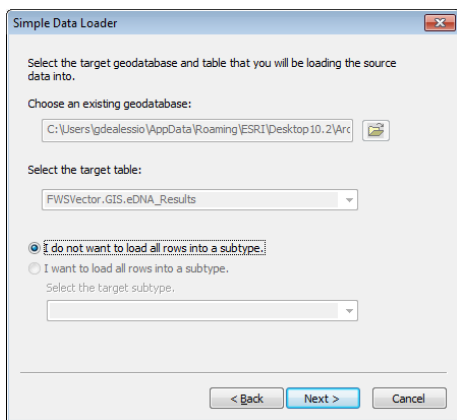 Simple Data Loader
Select the target geodatabase and table that you will be loading the source
data into.
Choose an existing geodatabase:
C:\Users\gdealessio\AppData\Roaming\ESRI\Desktop10.2\Arc
Select the target table:
FWSVector.GIS.eDNA_Results
I do not want to load all rows into a subtype.
I want to load all rows into a subtype.
Select the target subtype.
< Back
Next >
Cancel